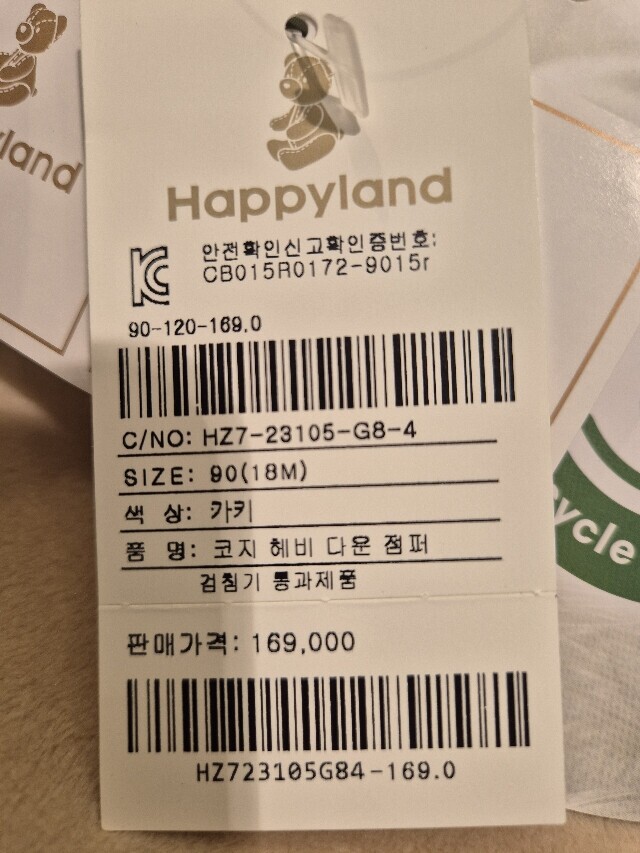 Happyland
안전확인신고확인증번호:
CB015R0172-9015r
90-120-169.0
C/NO: HZ7-23105-G8-4
SIZE: 90(18M)
색 상: 카키
품 명: 코지 헤비 다운 점퍼
검침기 통과제품
판매가격: 169,000
HZ723105G84-169.0
yland
ycle